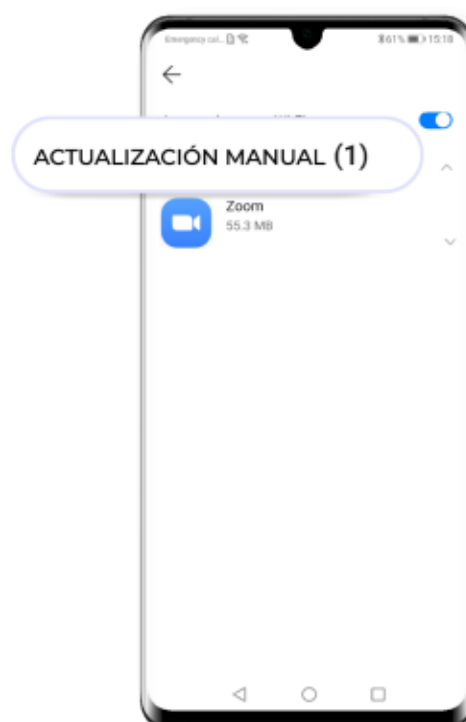 Emergency cal... 61% 15:18
ACTUALIZACIÓN MANUAL (1)
Zoom
55.3 MB